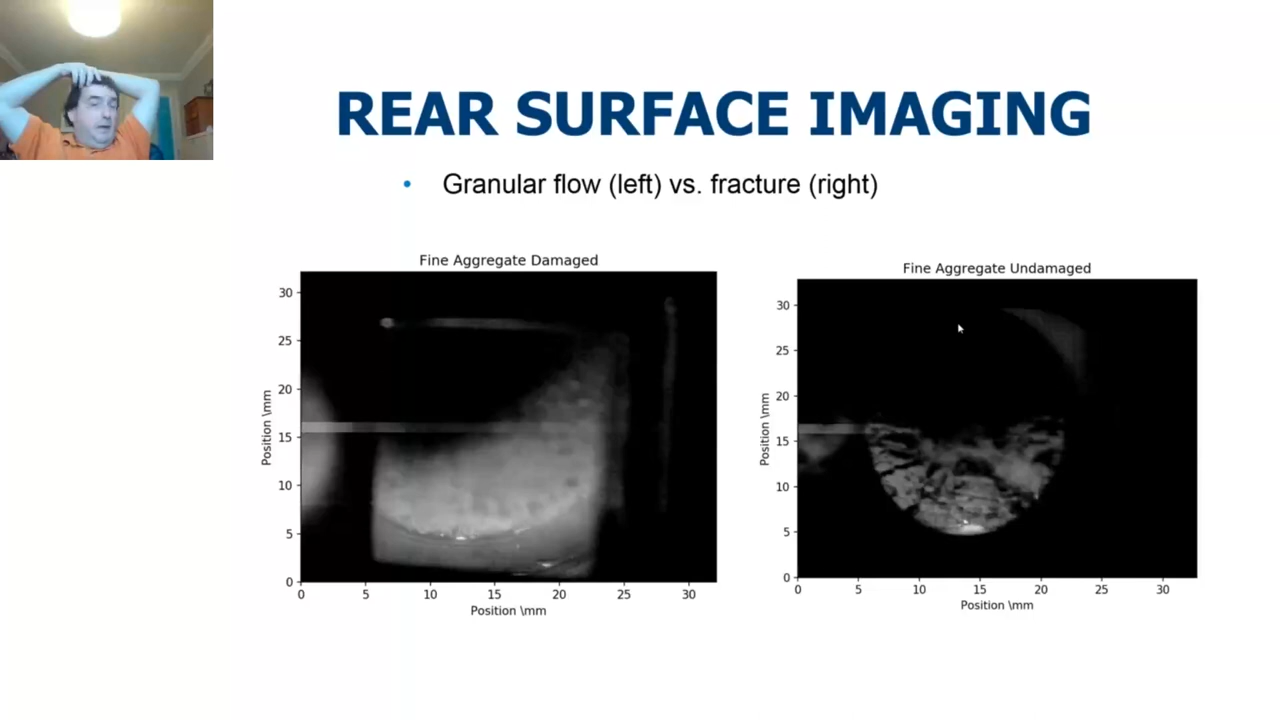 REAR SURFACE IMAGING
• Granular flow (left) vs. fracture (right)
Fine Aggregate Damaged
30
25
20
15
10
5
0
Position \mm
0 5 10 15 20 25 30
Position \mm
Fine Aggregate Undamaged
30
25
20
15
10
5
0
Position \mm
0 5 10 15 20 25 30
Position \mm